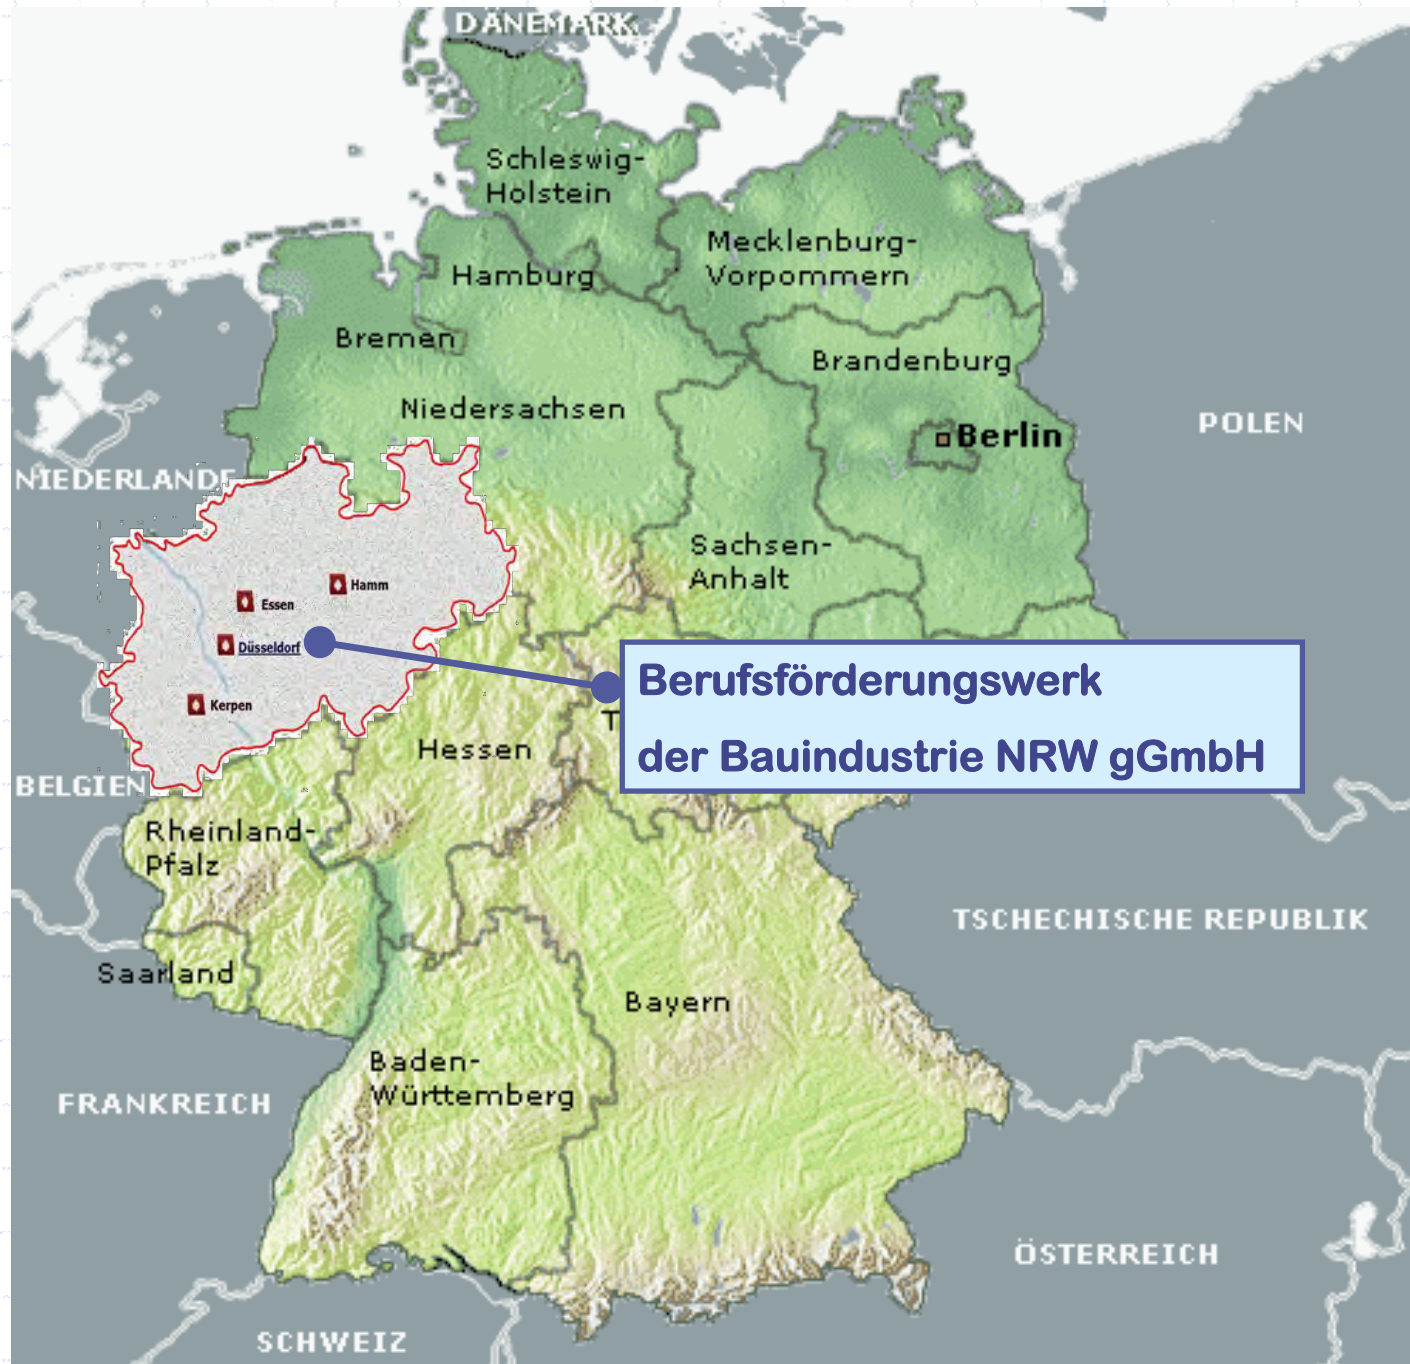 DÄNEMARK
Schleswig-
Holstein
Mecklenburg-
Vorpommern
Hamburg
Bremen
Brandenburg
Niedersachsen
Berlin
POLEN
NIEDERLANDE
Sachsen-
Anhalt
Hamm
Essen
Düsseldorf
Kerpen
Berufsförderungswerk
der Bauindustrie NRW gGmbH
T
Hessen
BELGIEN
Rheinland-
Pfalz
TSCHECHISCHE REPUBLIK
Saarland
Bayern
Baden-
Württemberg
FRANKREICH
ÖSTERREICH
SCHWEIZ